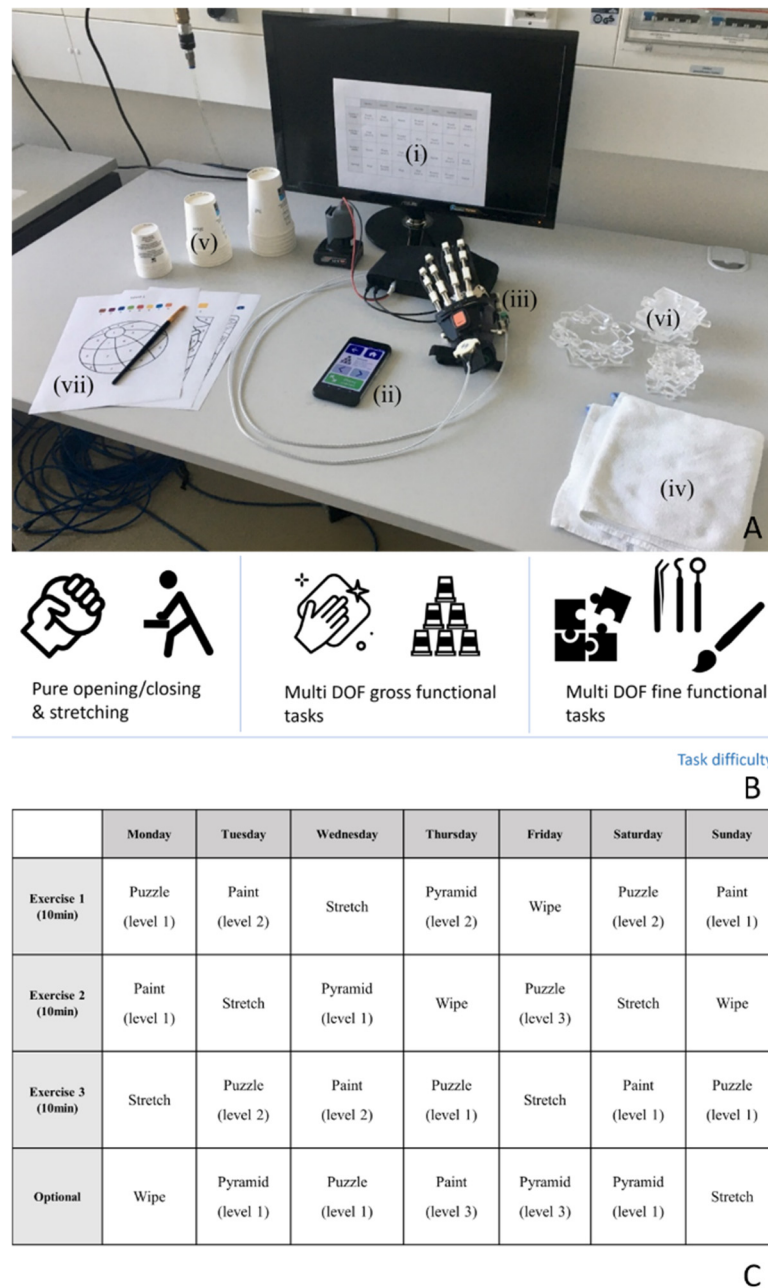 (i)
(ii)
(iii)
(iv)
(v)
(vi)
(vii)
A
Pure opening/closing
& stretching
Multi DOF gross functional
tasks
Multi DOF fine functional
tasks
Task difficulty
B
Monday Tuesday Wednesday Thursday Friday Saturday Sunday
Exercise 1
(10min)
Puzzle
(level 1)
Paint
(level 2)
Stretch
Pyramid
(level 2)
Wipe
Puzzle
(level 2)
Paint
(level 1)
Exercise 2
(10min)
Paint
(level 1)
Stretch
Pyramid
(level 1)
Wipe
Puzzle
(level 3)
Stretch
Wipe
Exercise 3
(10min)
Stretch
Puzzle
(level 2)
Paint
(level 2)
Puzzle
(level 1)
Stretch
Paint
(level 1)
Puzzle
(level 1)
Optional
Wipe
Pyramid
(level 1)
Puzzle
(level 1)
Paint
(level 3)
Pyramid
(level 3)
Pyramid
(level 1)
Stretch
C